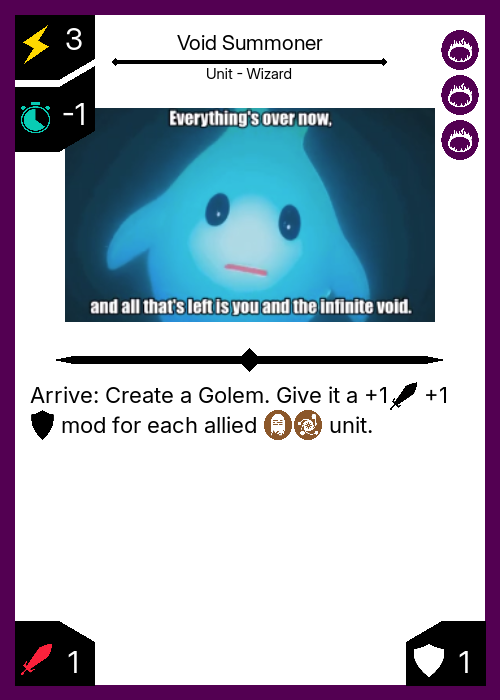 3
Void Summoner
Unit - Wizard
-1
Everything's over now,
and all that's left is you and the infinite void.
Arrive: Create a Golem. Give it a +1 +1
mod for each allied unit.
1
1